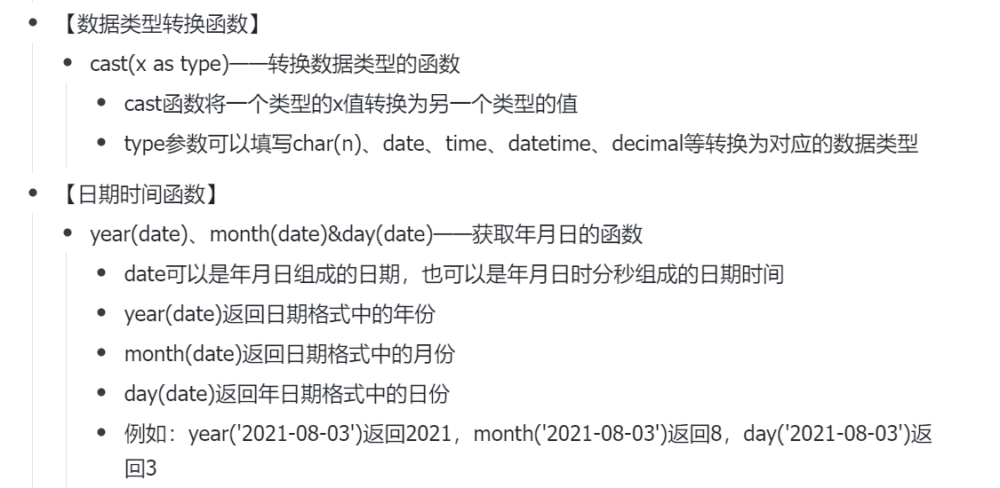 【数据类型转换函数】
cast(x as type)——转换数据类型的函数
cast函数将一个类型的x值转换为另一个类型的值
type参数可以填写char(n)、date、time、datetime、decimal等转换为对应的数据类型
【日期时间函数】
year(date)、month(date)&day(date)——获取年月日的函数
date可以是年月日组成的日期，也可以是年月日时分秒组成的日期时间
year(date)返回日期格式中的年份
month(date)返回日期格式中的月份
day(date)返回年日期格式中的日份
例如：year('2021-08-03')返回2021，month('2021-08-03')返回8，day('2021-08-03')返
回3